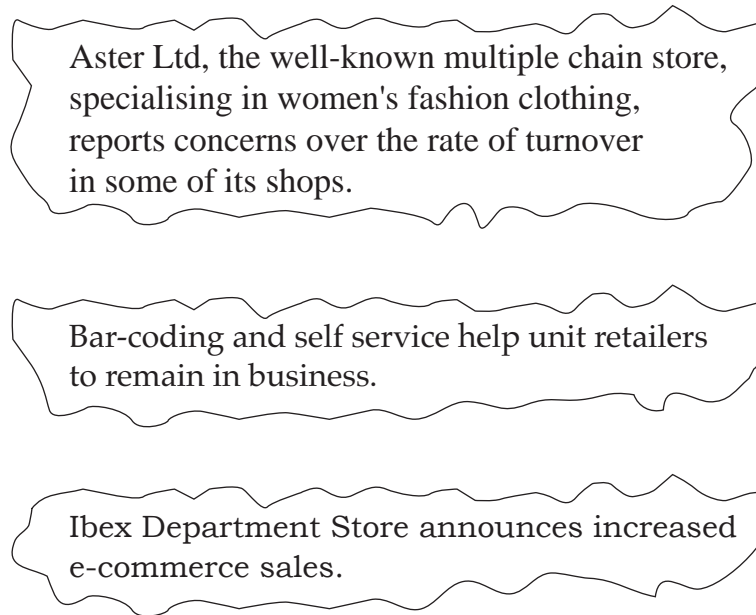 Aster Ltd, the well-known multiple chain store,
specialising in women's fashion clothing,
reports concerns over the rate of turnover
in some of its shops.
Bar-coding and self service help unit retailers
to remain in business.
Ibex Department Store announces increased
e-commerce sales.